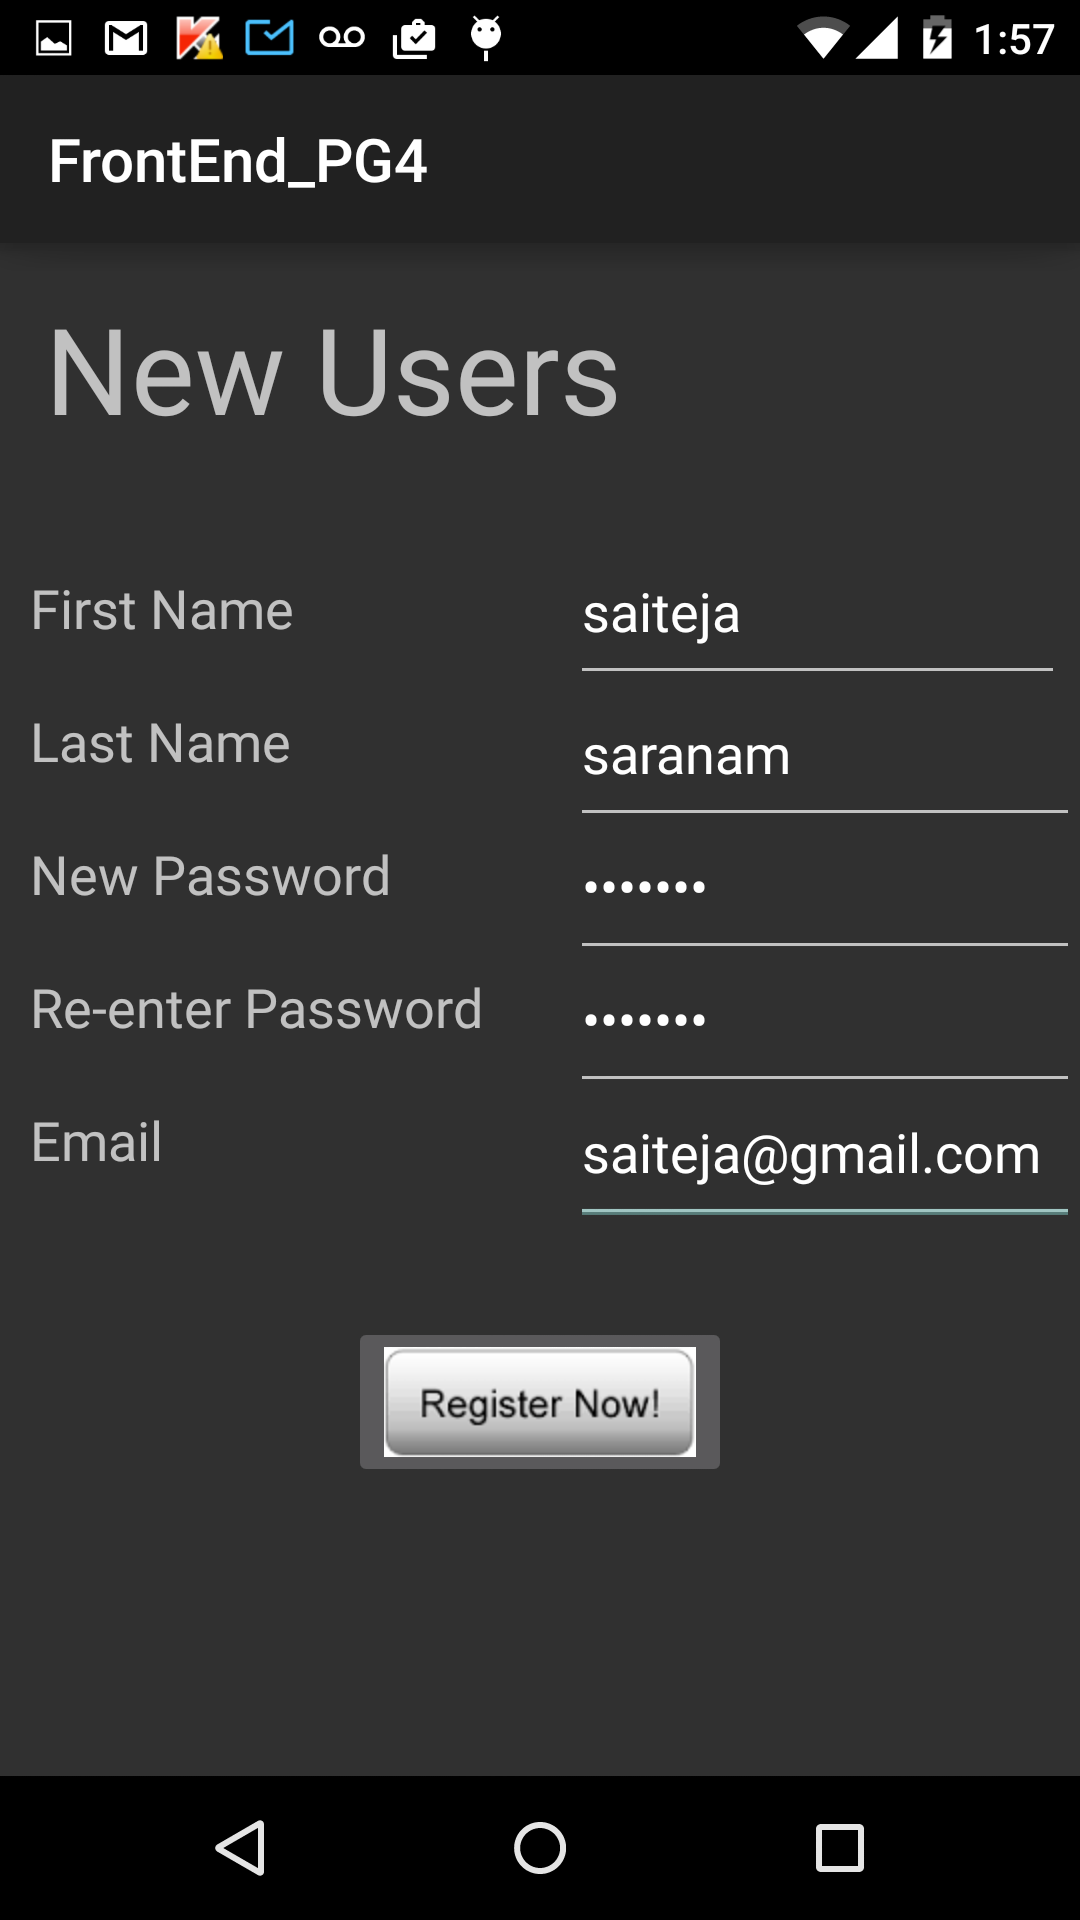 1:57
FrontEnd_PG4
New Users
First Name saiteja
Last Name saranam
New Password •••••••
Re-enter Password •••••••
Email saiteja@gmail.com
Register Now!